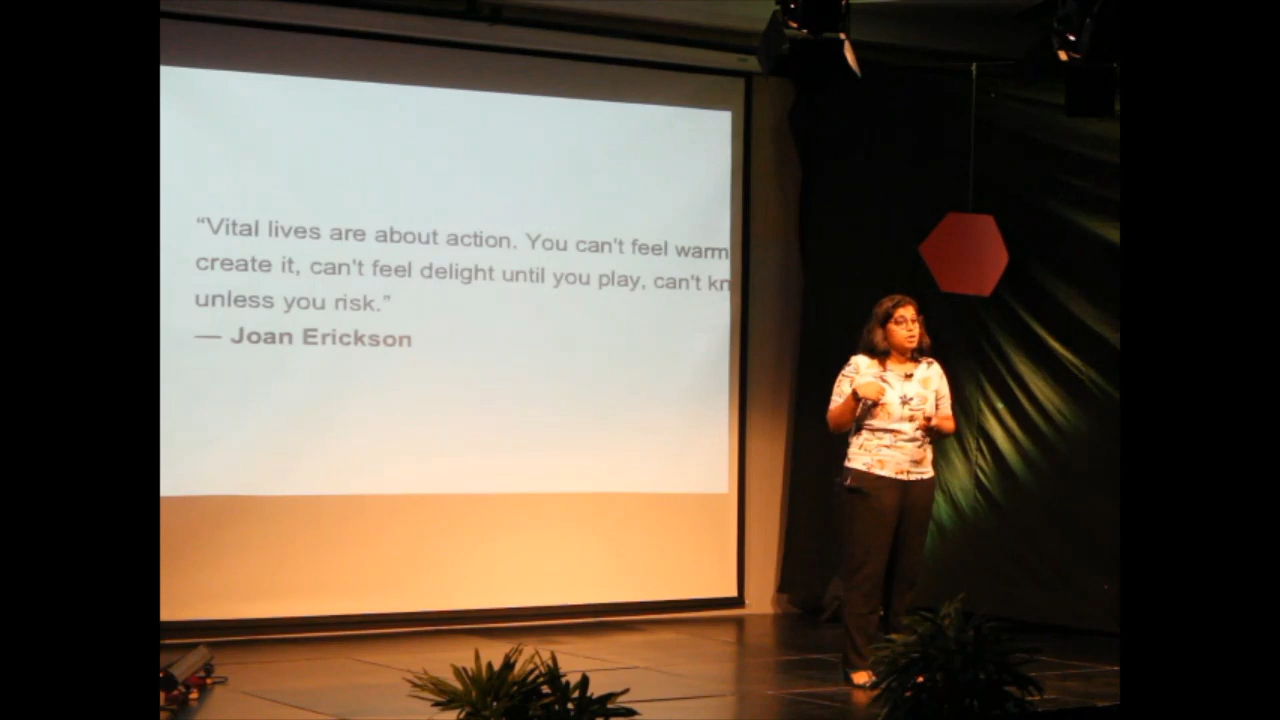 “Vital lives are about action. You can't feel warm
create it, can't feel delight until you play, can't kn
unless you risk.”
— Joan Erickson